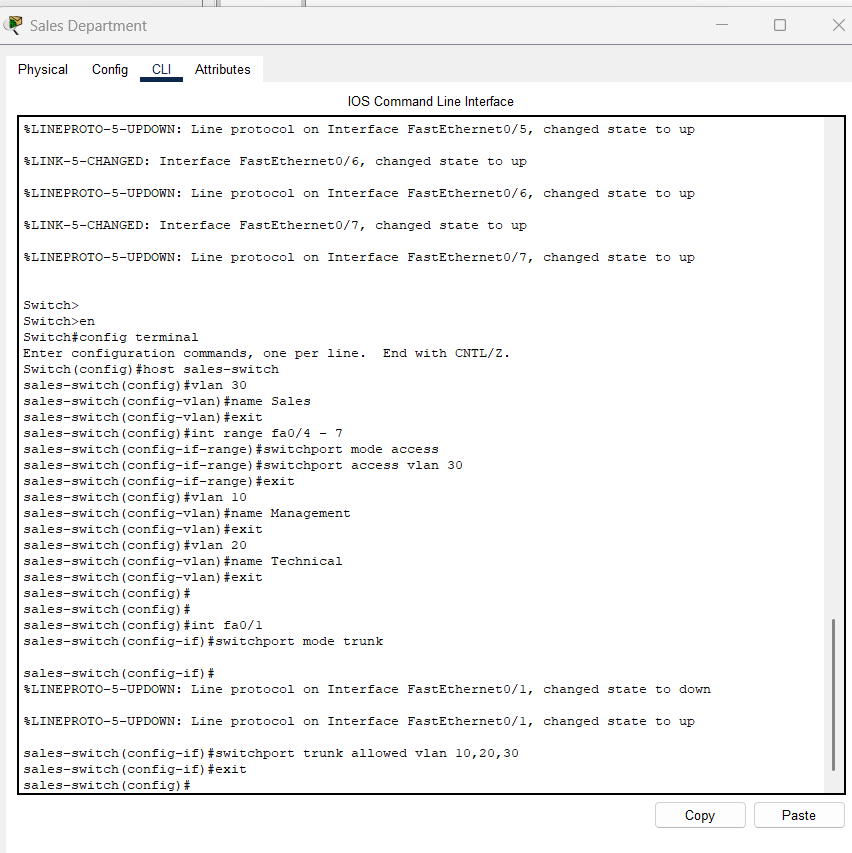 Sales Department
Physical Config CLI Attributes
IOS Command Line Interface
%LINEPROTO-5-UPDOWN: Line protocol on Interface FastEthernet0/5, changed state to up
%LINK-5-CHANGED: Interface FastEthernet0/6, changed state to up
%LINEPROTO-5-UPDOWN: Line protocol on Interface FastEthernet0/6, changed state to up
%LINK-5-CHANGED: Interface FastEthernet0/7, changed state to up
%LINEPROTO-5-UPDOWN: Line protocol on Interface FastEthernet0/7, changed state to up
Switch>
Switch>en
Switch#config terminal
Enter configuration commands, one per line.  End with CNTL/Z.
Switch(config)#host sales-switch
sales-switch(config)#vlan 30
sales-switch(config-vlan)#name Sales
sales-switch(config-vlan)#exit
sales-switch(config)#int range fa0/4 - 7
sales-switch(config-if-range)#switchport mode access
sales-switch(config-if-range)#switchport access vlan 30
sales-switch(config-if-range)#exit
sales-switch(config)#vlan 10
sales-switch(config-vlan)#name Management
sales-switch(config-vlan)#exit
sales-switch(config)#vlan 20
sales-switch(config-vlan)#name Technical
sales-switch(config-vlan)#exit
sales-switch(config)#
sales-switch(config)#
sales-switch(config)#int fa0/1
sales-switch(config-if)#switchport mode trunk
sales-switch(config-if)#
%LINEPROTO-5-UPDOWN: Line protocol on Interface FastEthernet0/1, changed state to down
%LINEPROTO-5-UPDOWN: Line protocol on Interface FastEthernet0/1, changed state to up
sales-switch(config-if)#switchport trunk allowed vlan 10,20,30
sales-switch(config-if)#exit
sales-switch(config)#
Copy Paste